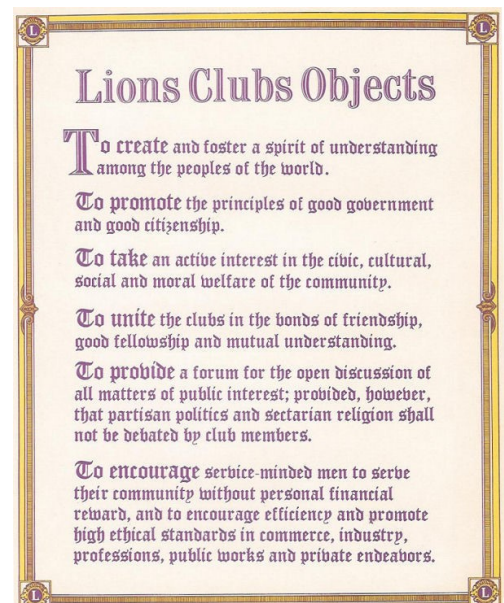 Lions Clubs Objects
To create and foster a spirit of understanding
among the peoples of the world.
To promote the principles of good government
and good citizenship.
To take an active interest in the civic, cultural,
social and moral welfare of the community.
To unite the clubs in the bonds of friendship,
good fellowship and mutual understanding.
To provide a forum for the open discussion of
all matters of public interest; provided, however,
that partisan politics and sectarian religion shall
not be debated by club members.
To encourage service-minded men to serve
their community without personal financial
reward, and to encourage efficiency and promote
high ethical standards in commerce, industry,
professions, public works and private endeavors.